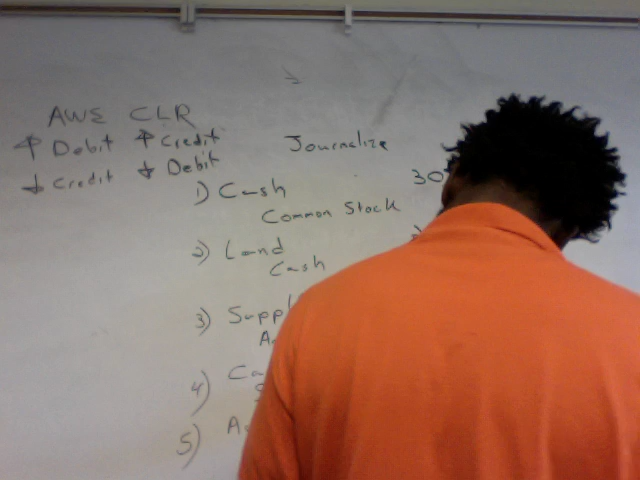 AWE CLR
↑ Debit ↑ Credit
↓ Credit ↓ Debit
Journalize
1) Cash 30
Common Stock
2) Land
Cash
3) Suppl
A
4) Ca
5) A